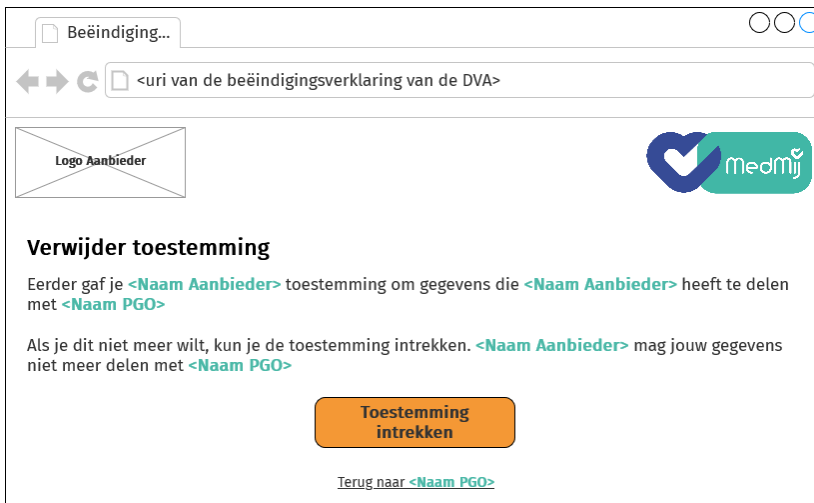 Beëindiging...
<uri van de beëindigingsverklaring van de DVA>
Logo Aanbieder
MedMij
Verwijder toestemming
Eerder gaf je <Naam Aanbieder> toestemming om gegevens die <Naam Aanbieder> heeft te delen
met <Naam PGO>
Als je dit niet meer wilt, kun je de toestemming intrekken. <Naam Aanbieder> mag jouw gegevens
niet meer delen met <Naam PGO>
Toestemming
intrekken
Terug naar <Naam PGO>